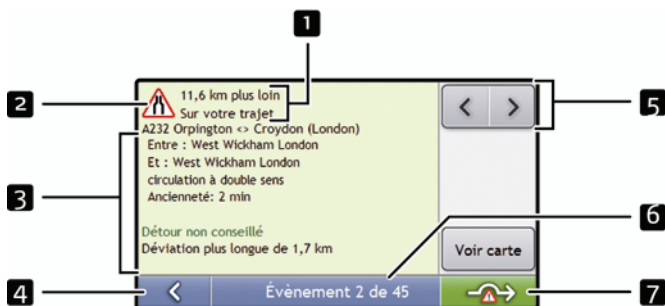 1
2
11,6 km plus loin
Sur votre trajet
A232 Orpington <> Croydon (London)
Entre : West Wickham London
Et : West Wickham London
circulation à double sens
Ancienneté: 2 min
3
Détour non conseillé
Déviation plus longue de 1,7 km
5
6
Voir carte
4
Évènement 2 de 45
7